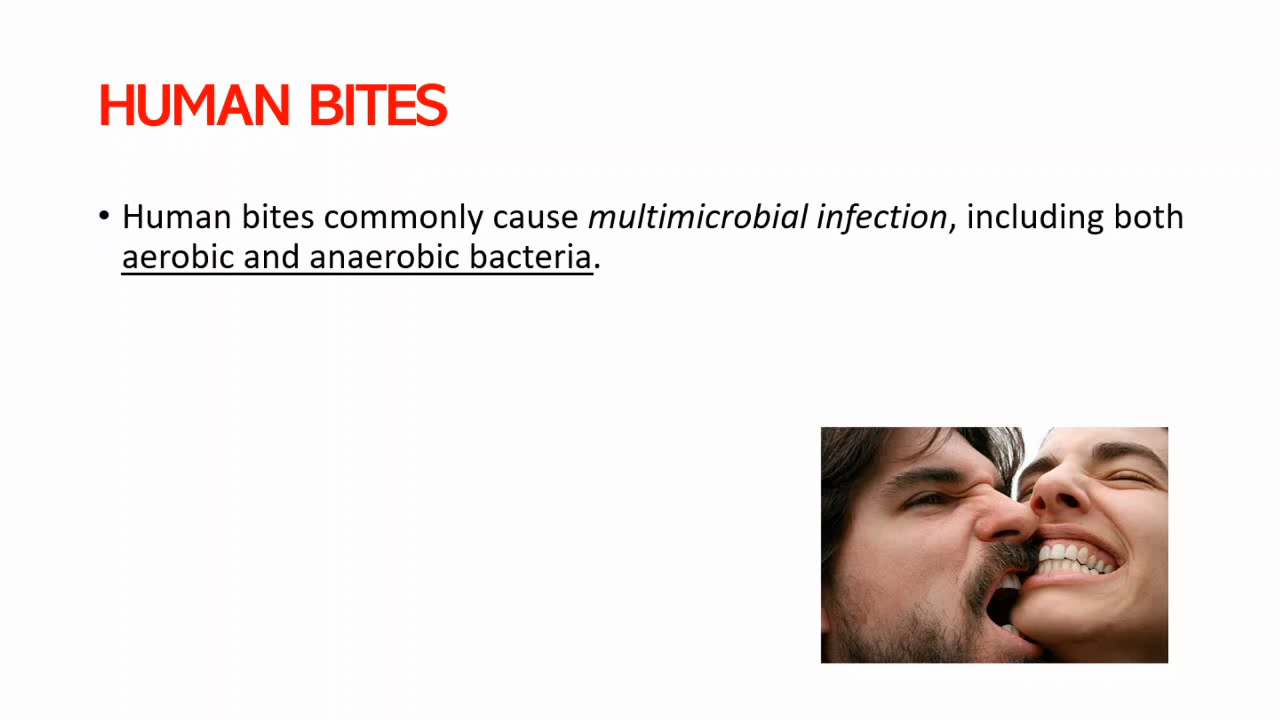 HUMAN BITES
• Human bites commonly cause multimicrobial infection, including both
aerobic and anaerobic bacteria.